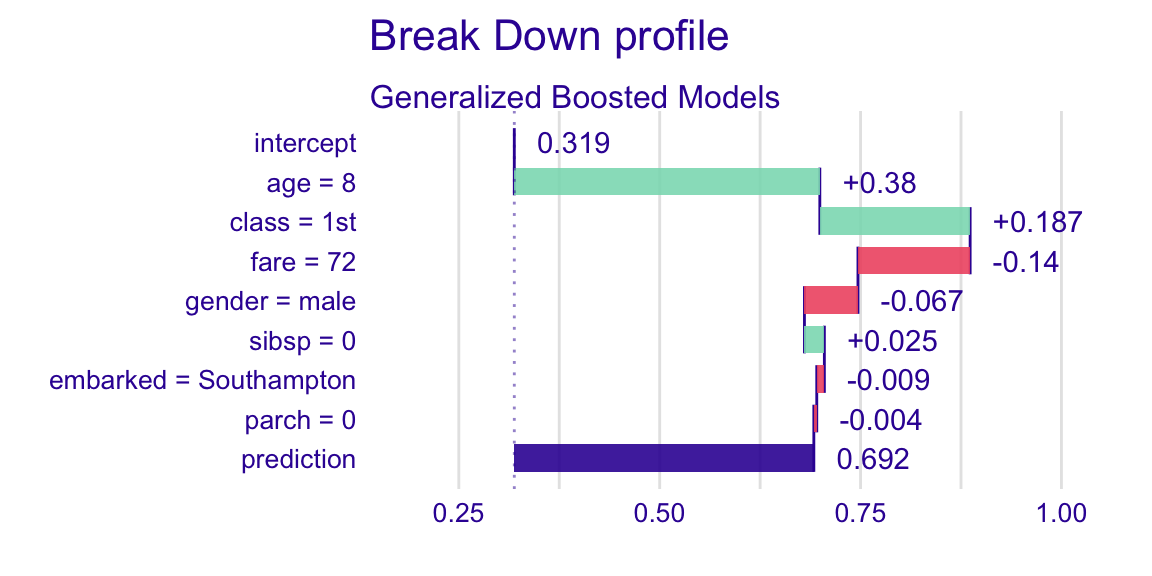 Break Down profile
Generalized Boosted Models
intercept 0.319
age = 8 +0.38
class = 1st +0.187
fare = 72 -0.14
gender = male -0.067
sibsp = 0 +0.025
embarked = Southampton -0.009
parch = 0 -0.004
prediction 0.692
0.25 0.50 0.75 1.00